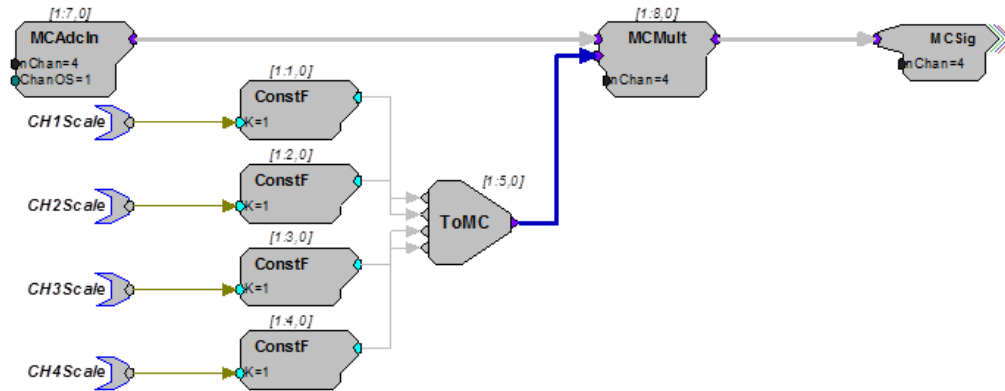 [1:7,0]
MCAdcIn
nChan=4
ChanOS=1
[1:8,0]
MCMult
nChan=4
MCSig
nChan=4
[1:1,0]
ConstF
CH1Scale
K=1
[1:2,0]
ConstF
CH2Scale
K=1
[1:5,0]
ToMC
[1:3,0]
ConstF
CH3Scale
K=1
[1:4,0]
ConstF
CH4Scale
K=1